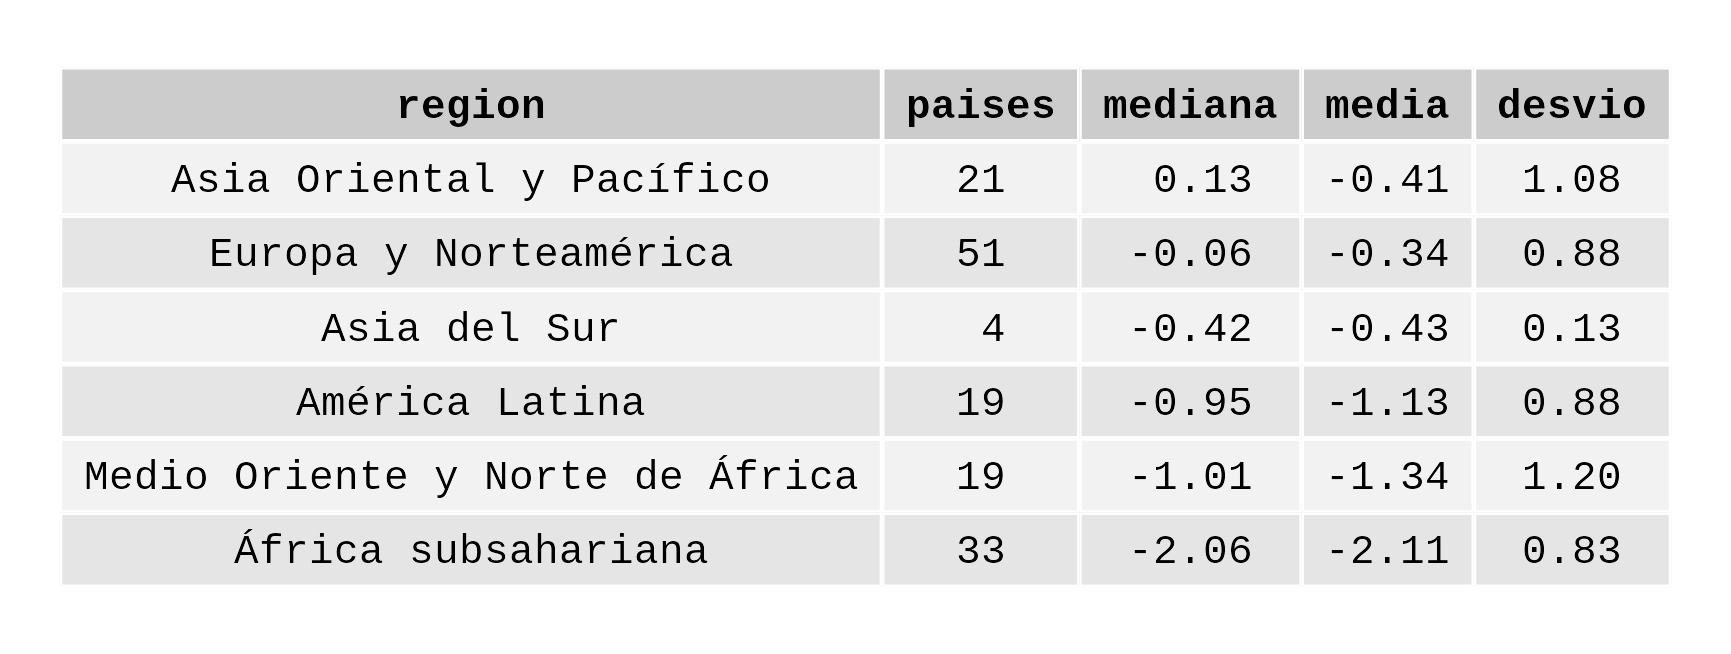 region paises mediana media desvio
Asia Oriental y Pacífico 21 0.13 -0.41 1.08
Europa y Norteamérica 51 -0.06 -0.34 0.88
Asia del Sur 4 -0.42 -0.43 0.13
América Latina 19 -0.95 -1.13 0.88
Medio Oriente y Norte de África 19 -1.01 -1.34 1.20
África subsahariana 33 -2.06 -2.11 0.83